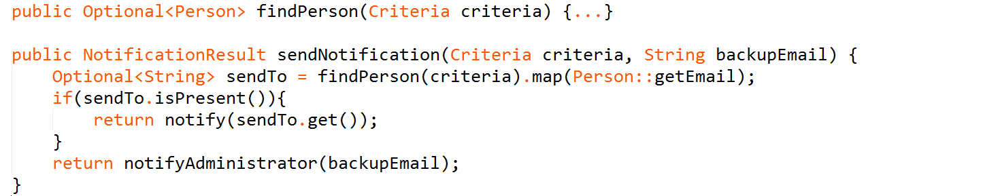 public Optional<Person> findPerson(Criteria criteria) {...}
public NotificationResult sendNotification(Criteria criteria, String backupEmail) {
    Optional<String> sendTo = findPerson(criteria).map(Person::getEmail);
    if(sendTo.isPresent()){
        return notify(sendTo.get());
    }
    return notifyAdministrator(backupEmail);
}